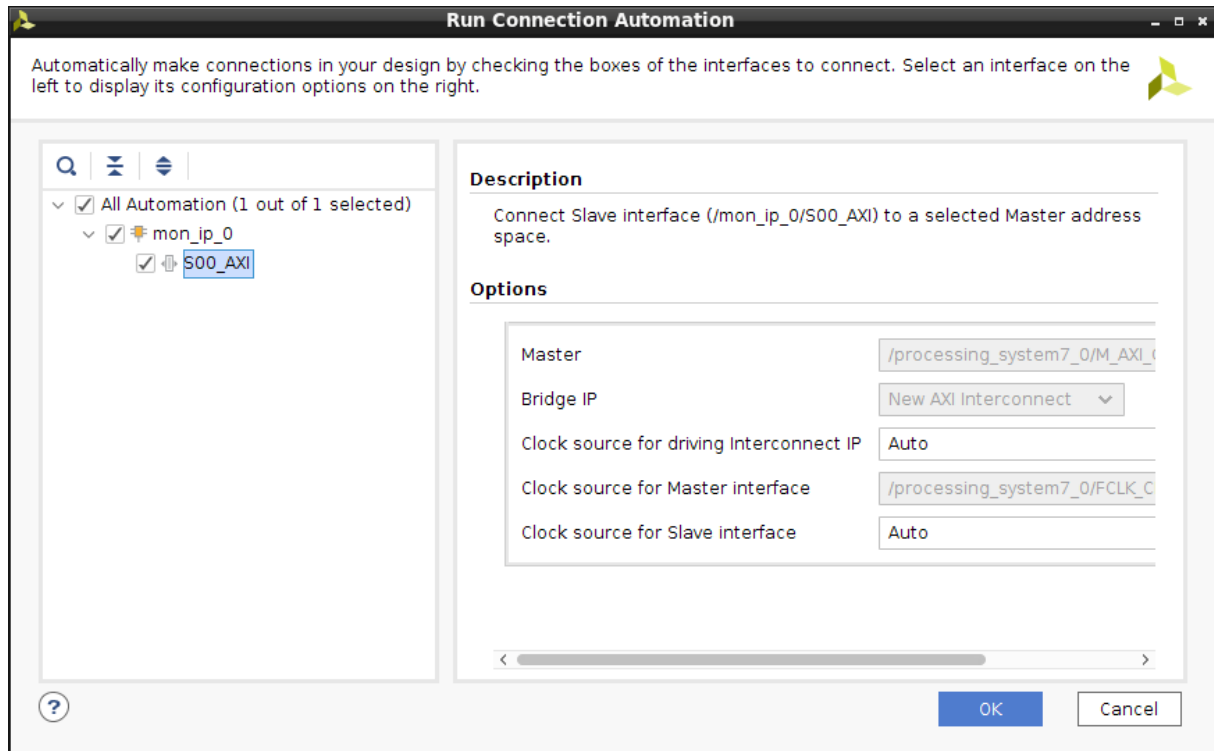 Run Connection Automation
Automatically make connections in your design by checking the boxes of the interfaces to connect. Select an interface on the
left to display its configuration options on the right.
All Automation (1 out of 1 selected)
mon_ip_0
S00_AXI
Description
Connect Slave interface (/mon_ip_0/S00_AXI) to a selected Master address
space.
Options
Master /processing_system7_0/M_AXI_
Bridge IP New AXI Interconnect
Clock source for driving Interconnect IP Auto
Clock source for Master interface /processing_system7_0/FCLK_C
Clock source for Slave interface Auto
? OK Cancel